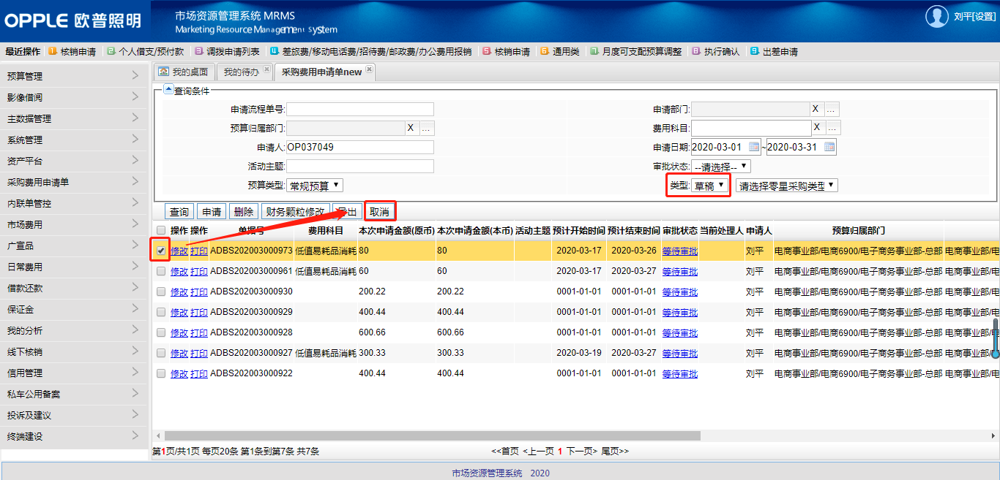 OPPLE 欧普照明
市场资源管理系统 MRMS
Marketing Resource Management System
刘平[设置]
最近操作 1 核销申请 2 个人借支/预付款 3 调拨申请列表 4 差旅费/移动电话费/招待费/邮政费/办公费用报销 5 核销申请 6 通用类 7 月度可支配预算调整 8 执行确认 9 出差申请
预算管理
影像借阅
主数据管理
系统管理
资产平台
采购费用申请单
内联单管控
市场费用
广宣品
日常费用
借款还款
保证金
我的分析
线下核销
信用管理
私车公用备案
投诉及建议
终端建设
我的桌面 我的待办 采购费用申请单new
查询条件
申请流程单号: 申请部门: X ...
预算归属部门: X ... 费用科目: X ...
申请人: OP037049 申请日期: 2020-03-01 ~ 2020-03-31
活动主题: 审批状态: --请选择--
预算类型: 常规预算 类型: 草稿 请选择零星采购类型
查询 申请 删除 财务颗粒修改 导出 取消
操作 操作 单据号 费用科目 本次申请金额(原币) 本次申请金额(本币) 活动主题 预计开始时间 预计结束时间 审批状态 当前处理人 申请人 预算归属部门
修改 打印 ADBS202003000973 低值易耗品消耗 80 80 2020-03-17 2020-03-26 等待审批 刘平 电商事业部/电商6900/电子商务事业部-总部 电商事业部/电
修改 打印 ADBS202003000961 低值易耗品消耗 60 60 2020-03-17 2020-03-27 等待审批 刘平 电商事业部/电商6900/电子商务事业部-总部 电商事业部/电
修改 打印 ADBS202003000930 200.22 200.22 0001-01-01 0001-01-01 等待审批 刘平 电商事业部/电商6900/电子商务事业部-总部 电商事业部/电
修改 打印 ADBS202003000929 400.44 400.44 0001-01-01 0001-01-01 等待审批 刘平 电商事业部/电商6900/电子商务事业部-总部 电商事业部/电
修改 打印 ADBS202003000928 600.66 600.66 0001-01-01 0001-01-01 等待审批 刘平 电商事业部/电商6900/电子商务事业部-总部 电商事业部/
修改 打印 ADBS202003000927 低值易耗品消耗 300.33 300.33 2020-03-19 2020-03-27 等待审批 刘平 电商事业部/电商6900/电子商务事业部-总部 电商事业部/
修改 打印 ADBS202003000922 400.44 400.44 0001-01-01 0001-01-01 等待审批 刘平 电商事业部/电商6900/电子商务事业部-总部 电商事业部/电
第1页/共1页 每页20条 第1条到第7条 共7条 <<首页 <上一页 1 下一页> 尾页>>
市场资源管理系统 2020